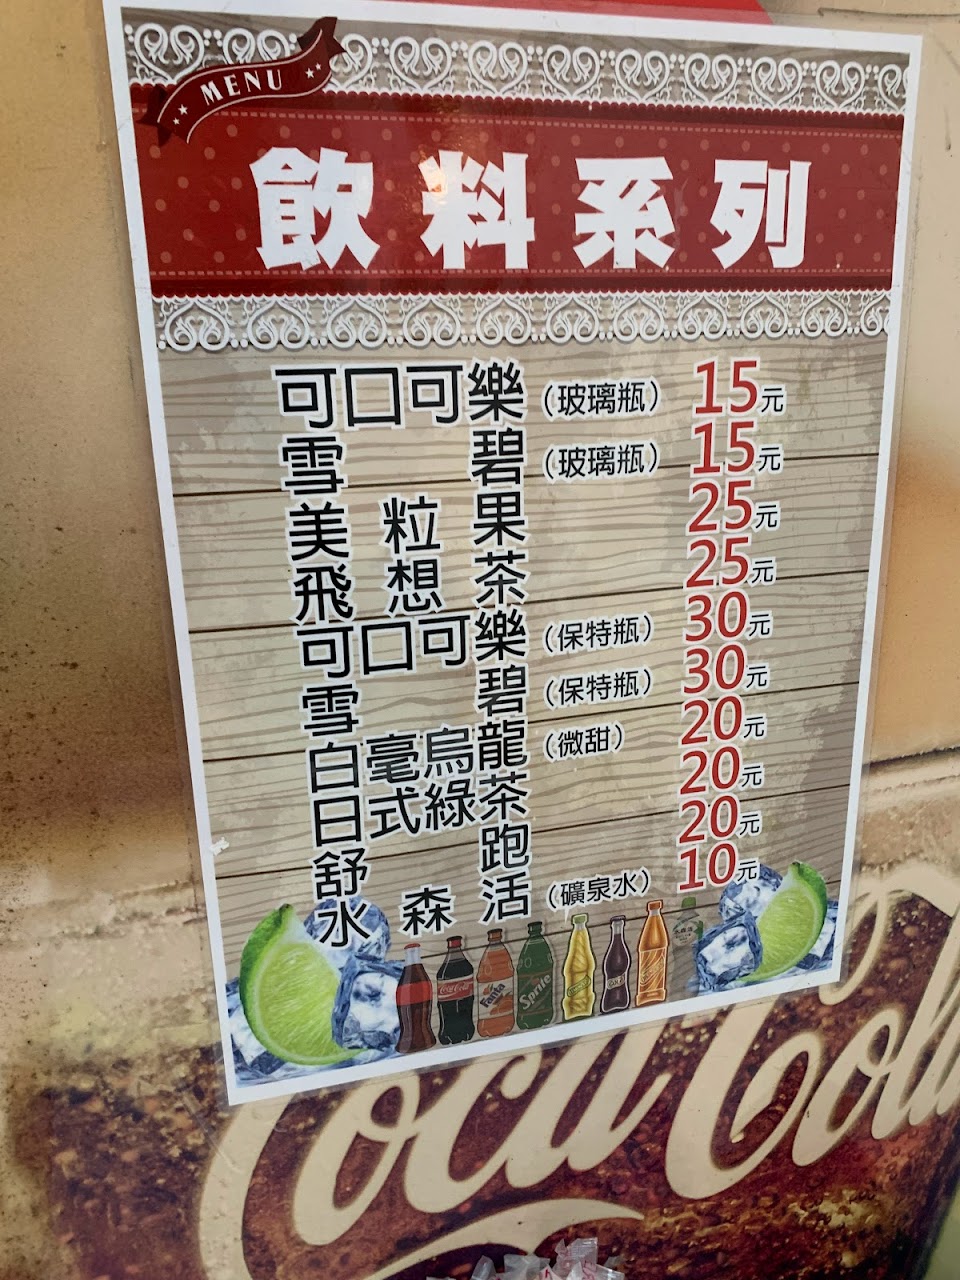 MENU
飲料系列
可口可樂(玻璃瓶) 15元
雪碧(玻璃瓶) 15元
美粒果 25元
飛想茶 25元
可口可樂(保特瓶) 30元
雪碧(保特瓶) 30元
白毫烏龍(微甜) 20元
日式綠茶 20元
舒跑 20元
水森活(礦泉水) 10元
Coca-Cola
Fanta
Sprite
Coca Cola